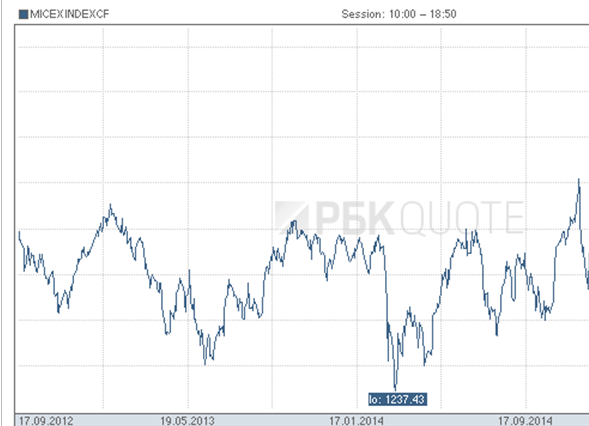 MICEXINDEXCF Session: 10:00 – 18:50
РБК QUOTE
lo: 1237.43
17.09.2012 19.05.2013 17.01.2014 17.09.2014